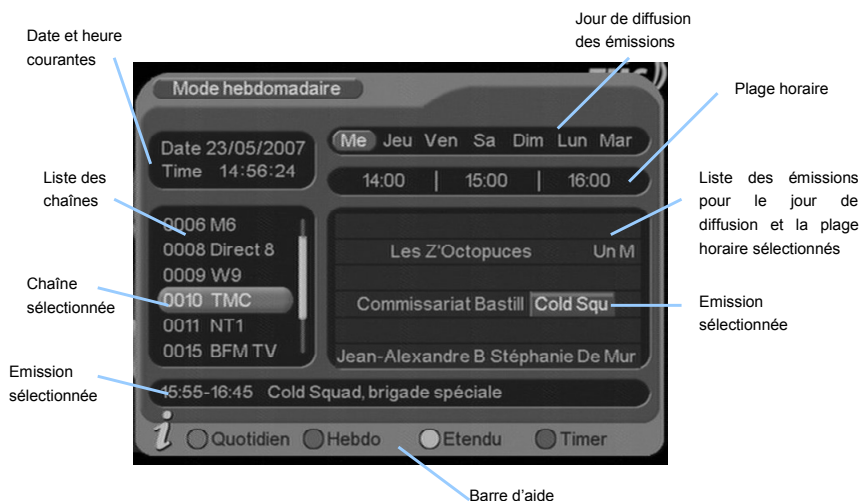 Jour de diffusion
des émissions
Date et heure
courantes
Plage horaire
Mode hebdomadaire
Date 23/05/2007
Time 14:56:24
Me Jeu Ven Sa Dim Lun Mar
14:00 | 15:00 | 16:00
Liste des
chaînes
Liste des émissions
pour le jour de
diffusion et la plage
horaire sélectionnés
0006 M6
0008 Direct 8
0009 W9
0010 TMC
0011 NT1
0015 BFM TV
Les Z'Octopuces Un M
Commissariat Bastill Cold Squ
Jean-Alexandre B Stéphanie De Mur
Chaîne
sélectionnée
Emission
sélectionnée
Emission
sélectionnée
15:55-16:45 Cold Squad, brigade spéciale
i Quotidien Hebdo Etendu Timer
Barre d'aide